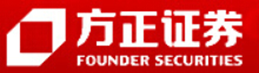 方正证券
FOUNDER SECURITIES